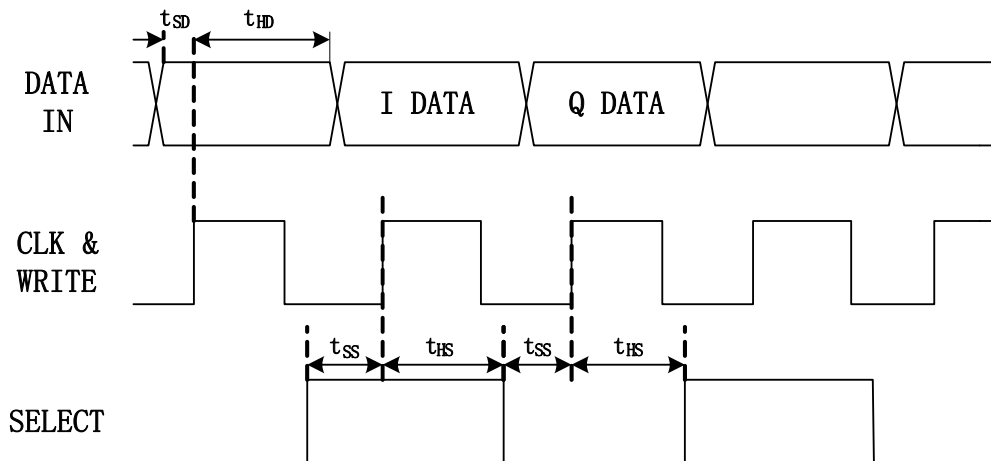 tSD tHD
DATA
IN
I DATA Q DATA
CLK &
WRITE
tSS tHS tSS tHS
SELECT